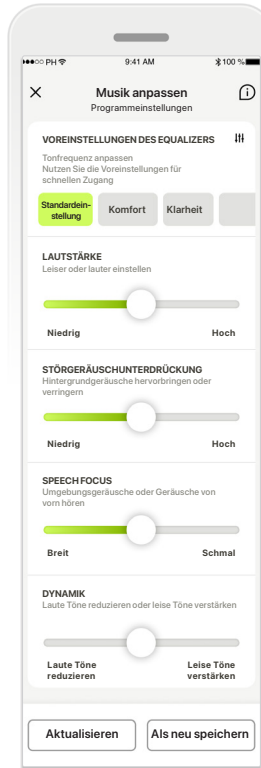 PH 9:41 AM 100 %
Musik anpassen
Programmeinstellungen
VOREINSTELLUNGEN DES EQUALIZERS
Tonfrequenz anpassen
Nutzen Sie die Voreinstellungen für
schnellen Zugang
Standardein-
stellung
Komfort
Klarheit
LAUTSTÄRKE
Leiser oder lauter einstellen
Niedrig Hoch
STÖRGERÄUSCHUNTERDRÜCKUNG
Hintergrundgeräusche hervorbringen oder
verringern
Niedrig Hoch
SPEECH FOCUS
Umgebungsgeräusche oder Geräusche von
vorn hören
Breit Schmal
DYNAMIK
Laute Töne reduzieren oder leise Töne verstärken
Laute Töne
reduzieren
Leise Töne
verstärken
Aktualisieren Als neu speichern